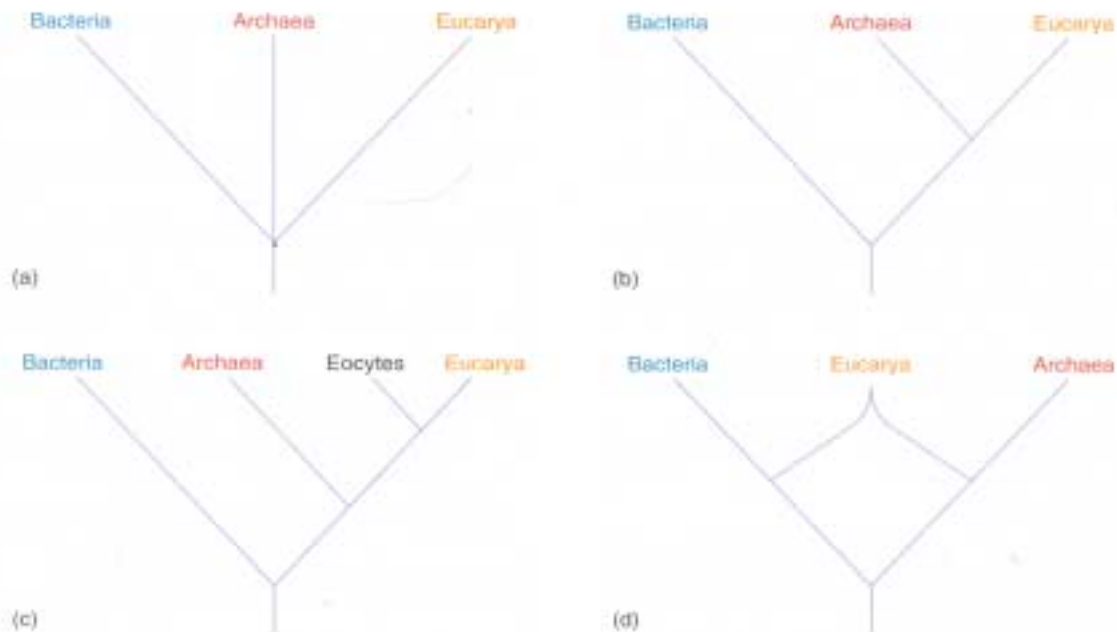 Bacteria Archaea Eucarya
(a)
Bacteria Archaea Eucarya
(b)
Bacteria Archaea Eocytes Eucarya
(c)
Bacteria Eucarya Archaea
(d)